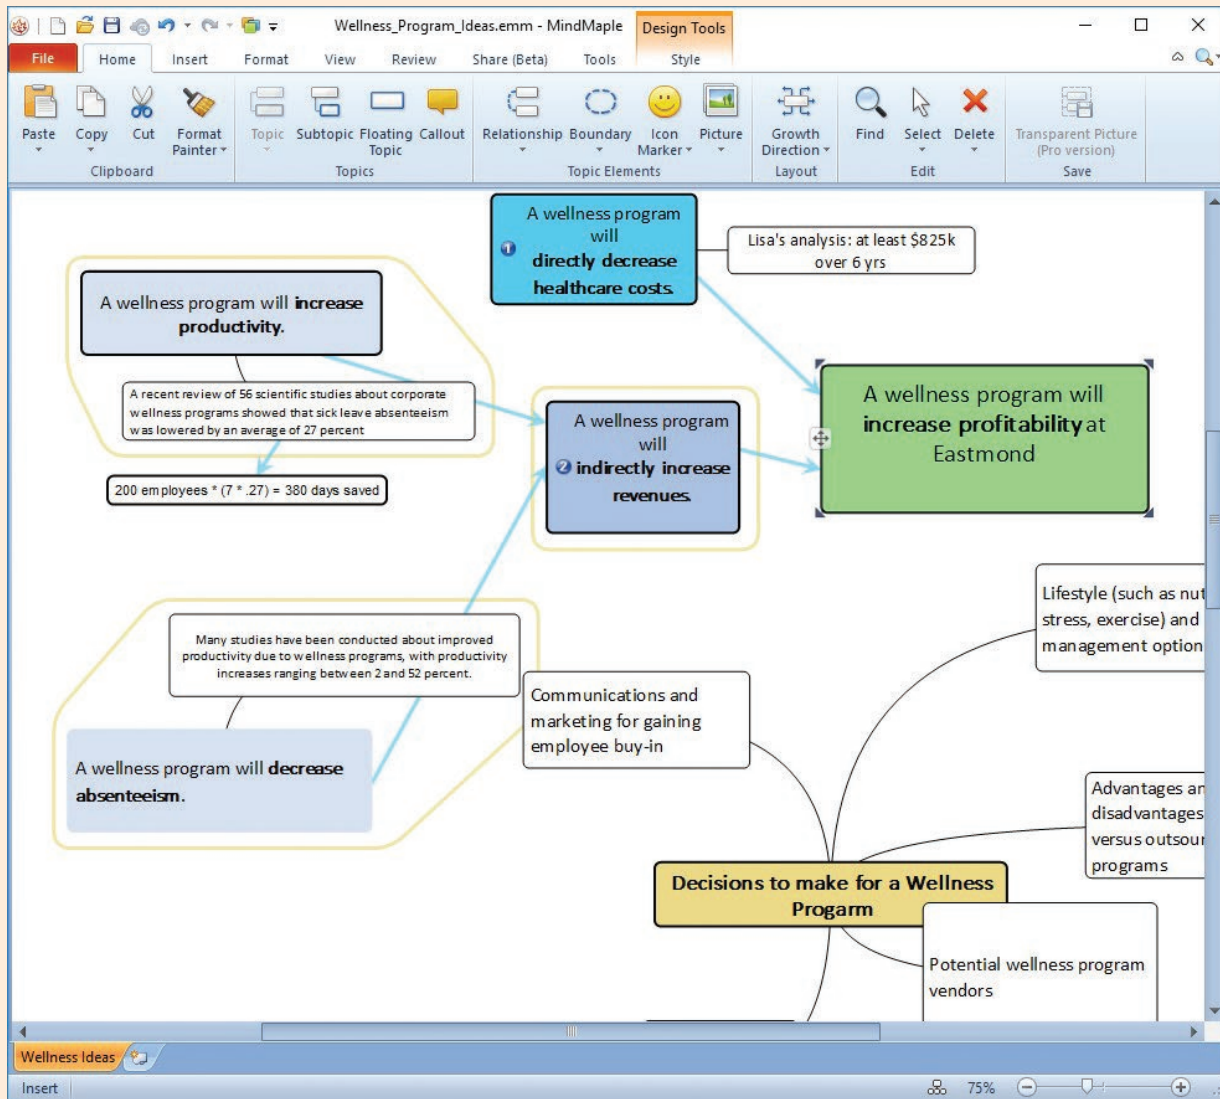 Wellness_Program_Ideas.emm - MindMaple
Design Tools
File Home Insert Format View Review Share (Beta) Tools Style
Paste
Copy
Cut
Format
Painter
Clipboard
Topic
Subtopic
Floating
Topic
Callout
Topics
Relationship
Boundary
Icon
Marker
Picture
Topic Elements
Growth
Direction
Layout
Find
Select
Delete
Edit
Transparent Picture
(Pro version)
Save
A wellness program
will
1
directly decrease
healthcare costs.
Lisa's analysis: at least $825k
over 6 yrs
A wellness program will increase
productivity.
A recent review of 56 scientific studies about corporate
wellness programs showed that sick leave absenteeism
was lowered by an average of 27 percent
200 employees * (7 * .27) = 380 days saved
A wellness program
will
2 indirectly increase
revenues.
A wellness program will
increase profitability at
Eastmond
Many studies have been conducted about improved
productivity due to wellness programs, with productivity
increases ranging between 2 and 52 percent.
A wellness program will decrease
absenteeism.
Communications and
marketing for gaining
employee buy-in
Lifestyle (such as nut
stress, exercise) and
management option
Advantages an
disadvantages
versus outsour
programs
Decisions to make for a Wellness
Progarm
Potential wellness program
vendors
Wellness Ideas
Insert
75%